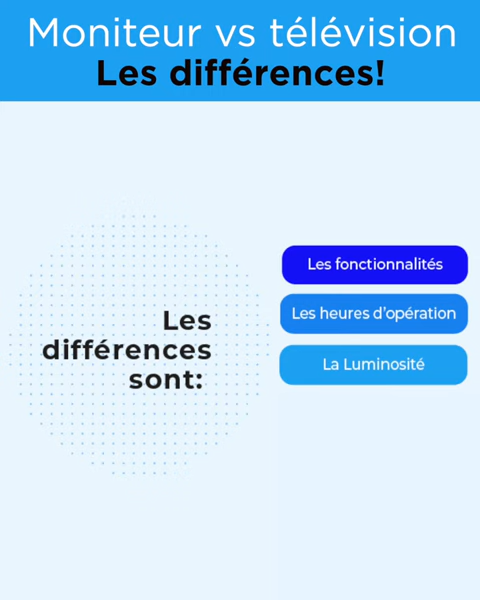 Moniteur vs télévision
Les différences!
Les fonctionnalités
Les heures d'opération
La Luminosité
Les
différences
sont: